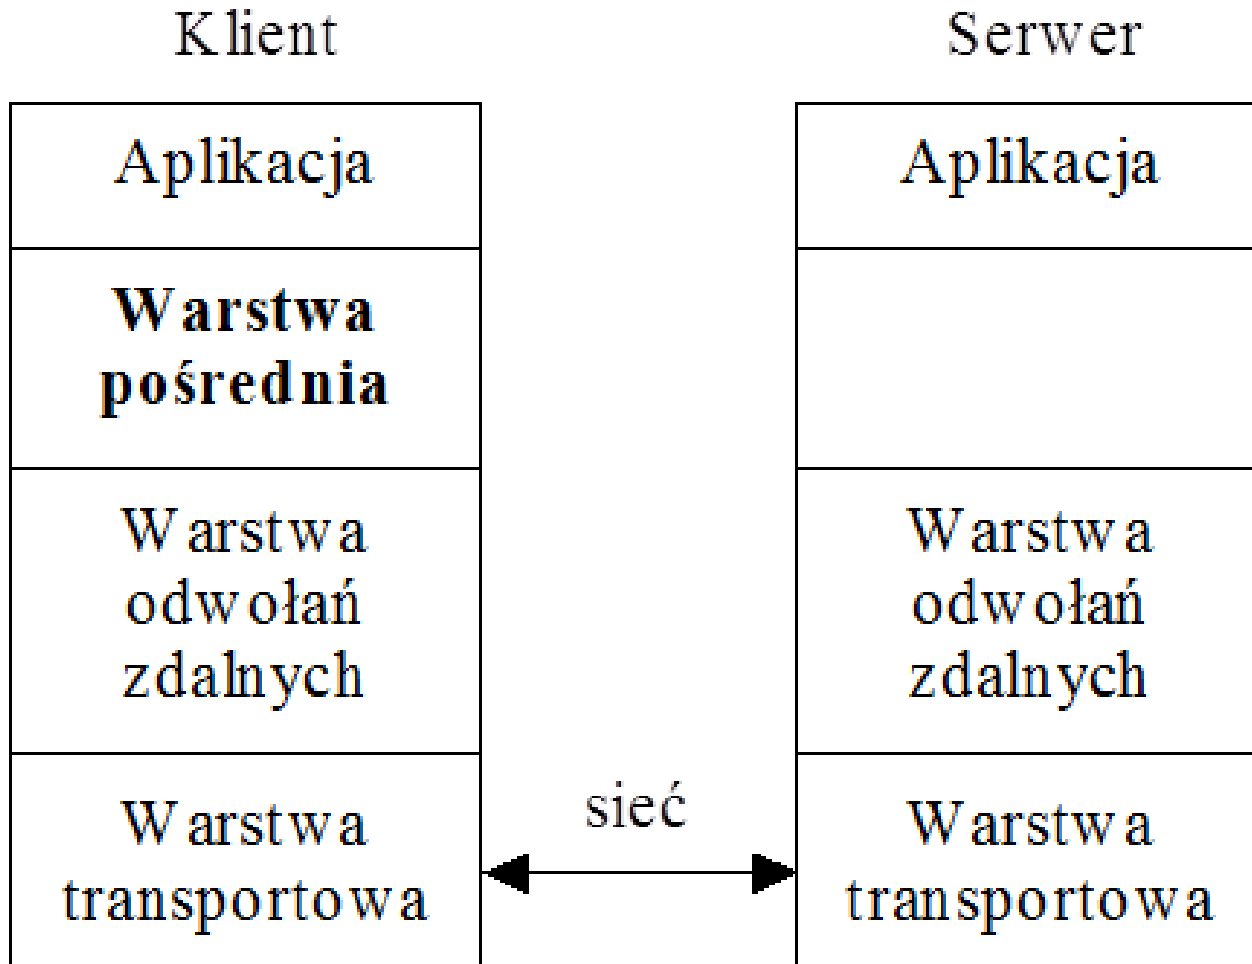 Klient
Serwer
Aplikacja
Aplikacja
Warstwa
pośrednia
Warstwa
odwołań
zdalnych
Warstwa
odwołań
zdalnych
sieć
Warstwa
transportowa
Warstwa
transportowa